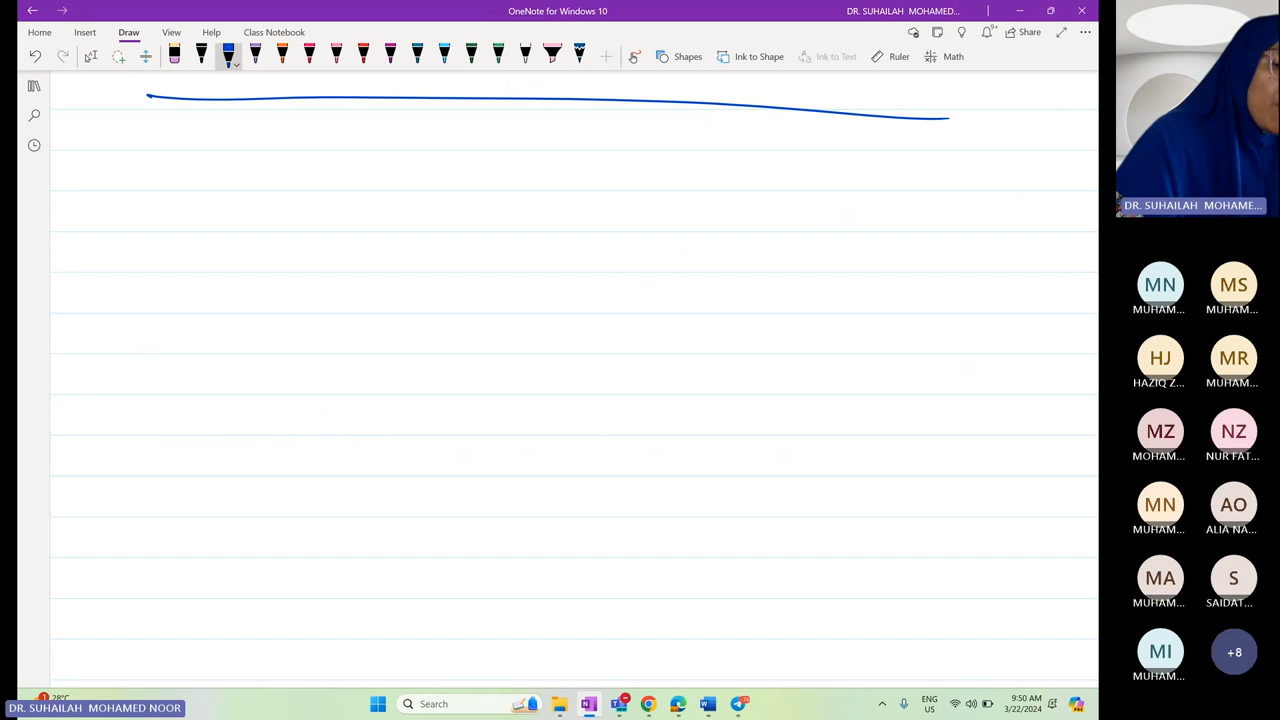 OneNote for Windows 10
DR. SUHAILAH MOHAMED...
Home Insert Draw View Help Class Notebook
Share
Shapes Ink to Shape Ink to Text Ruler Math
DR. SUHAILAH MOHAME...
MN MS
MUHAM... MUHAM...
HJ MR
HAZIQ Z... MUHAM...
MZ NZ
MOHAM... NUR FAT...
MN AO
MUHAM... ALIA NA...
MA S
MUHAM... SAIDAT...
MI +8
MUHAM...
28°C
DR. SUHAILAH MOHAMED NOOR
Search
ENG
US
9:50 AM
3/22/2024